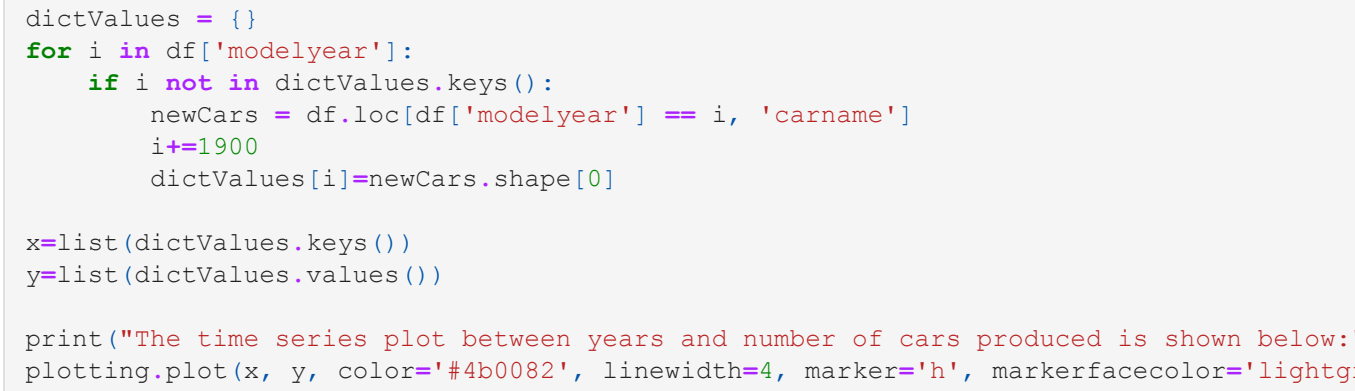 dictValues = {}
for i in df['modelyear']:
    if i not in dictValues.keys():
        newCars = df.loc[df['modelyear'] == i, 'carname']
        i+=1900
        dictValues[i]=newCars.shape[0]

x=list(dictValues.keys())
y=list(dictValues.values())

print("The time series plot between years and number of cars produced is shown below:
plotting.plot(x, y, color='#4b0082', linewidth=4, marker='h', markerfacecolor='lightg